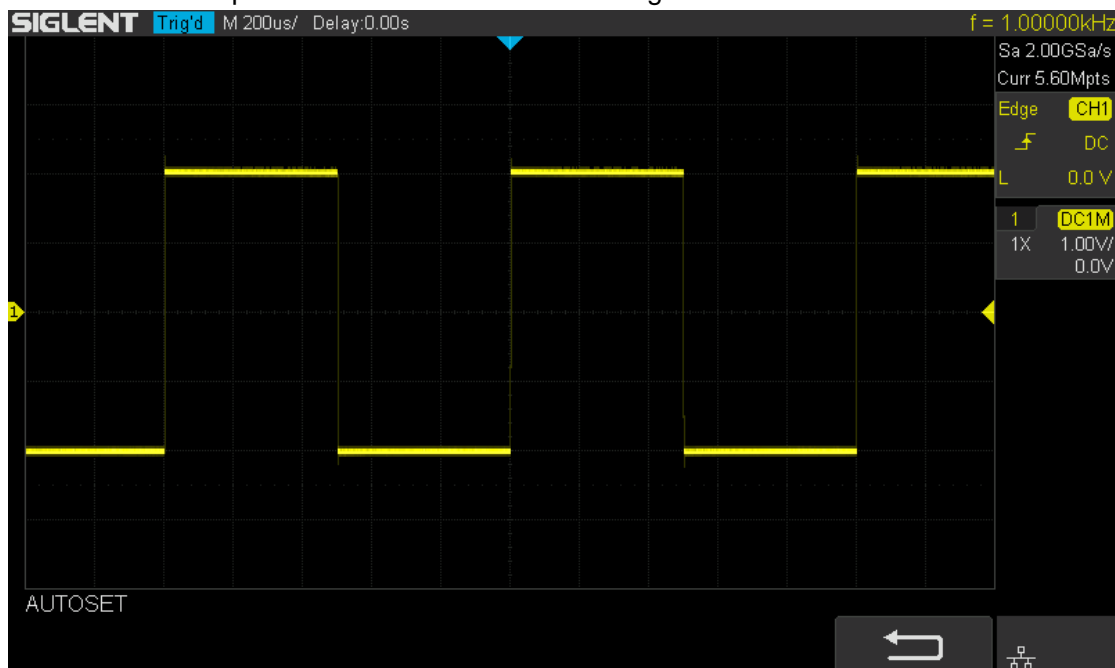 SIGLENT Trig'd M 200us/ Delay:0.00s f = 1.00000kHz
Sa 2.00GSa/s
Curr 5.60Mpts
Edge CH1
DC
L 0.0 V
1 DC1M
1X 1.00V/
0.0V
1
AUTOSET